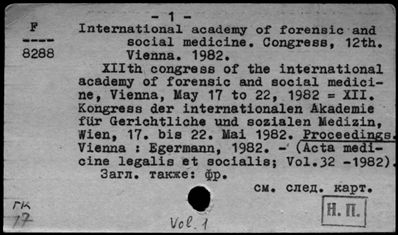 - 1 -
F
----
8288
International academy of forensic and
social medicine. Congress, 12th.
Vienna. 1982.
XIIth congress of the international
academy of forensic and social medici-
ne, Vienna, May 17 to 22, 1982 = XII.
Kongress der internationalen Akademie
für Gerichtliche und sozialen Medizin,
Wien, 17. bis 22. Mai 1982. Proceedings.
Vienna : Egermann, 1982. - (Acta medi-
cine legalis et socialis; Vol.32 -1982).
Загл. также: фр.
см. след. карт.
гк
17
Vol. 1
Н. П.